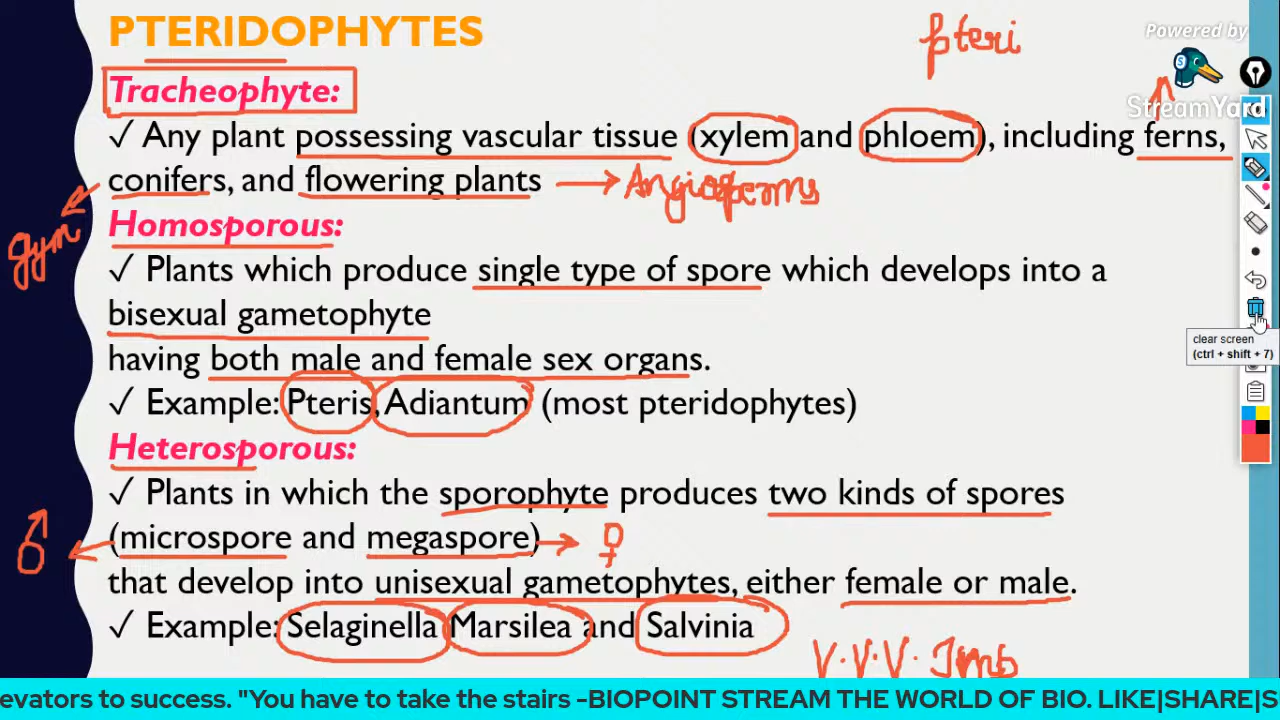 PTERIDOPHYTES
pteri
Powered by
StreamYard
Tracheophyte:
✓ Any plant possessing vascular tissue (xylem and phloem), including ferns,
conifers, and flowering plants
Angiosperms
gym
Homosporous:
✓ Plants which produce single type of spore which develops into a
bisexual gametophyte
having both male and female sex organs.
✓ Example: Pteris, Adiantum (most pteridophytes)
clear screen
(ctrl + shift + 7)
Heterosporous:
✓ Plants in which the sporophyte produces two kinds of spores
♂ (microspore and megaspore) ♀
that develop into unisexual gametophytes, either female or male.
✓ Example: Selaginella Marsilea and Salvinia
V.V.V. Imp
evators to success. "You have to take the stairs -BIOPOINT STREAM THE WORLD OF BIO. LIKE|SHARE|S